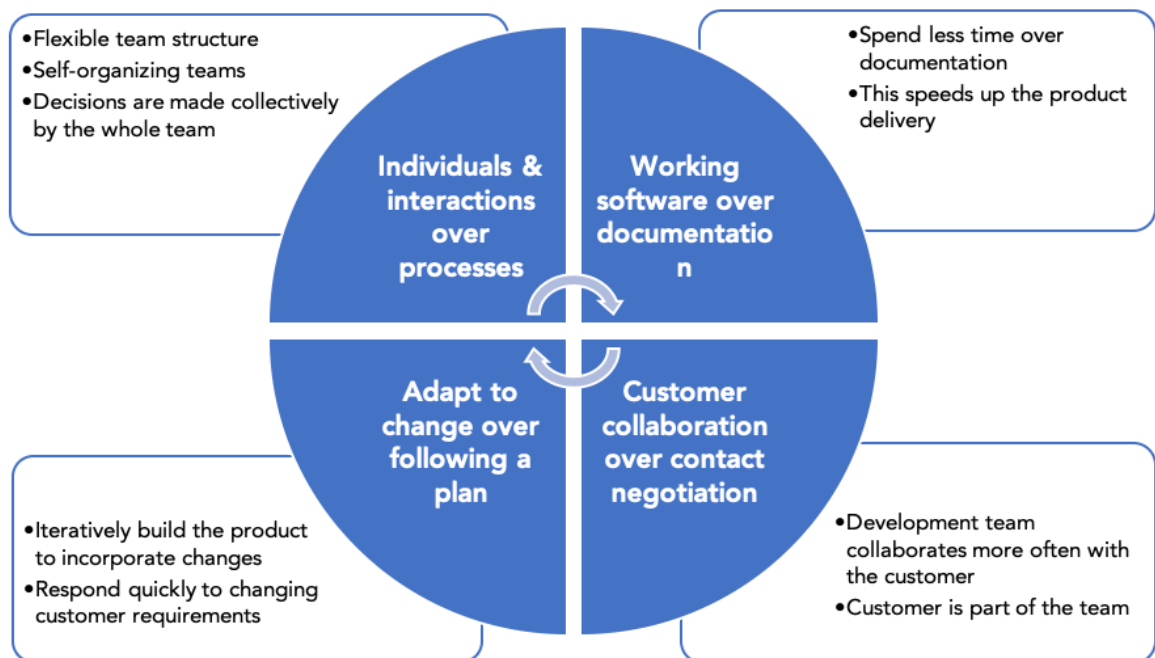 •Flexible team structure
•Self-organizing teams
•Decisions are made collectively
by the whole team
Individuals &
interactions
over
processes
•Spend less time over
documentation
•This speeds up the product
delivery
Working
software over
documentatio
n
Adapt to
change over
following a
plan
•Iteratively build the product
to incorporate changes
•Respond quickly to changing
customer requirements
Customer
collaboration
over contact
negotiation
•Development team
collaborates more often with
the customer
•Customer is part of the team